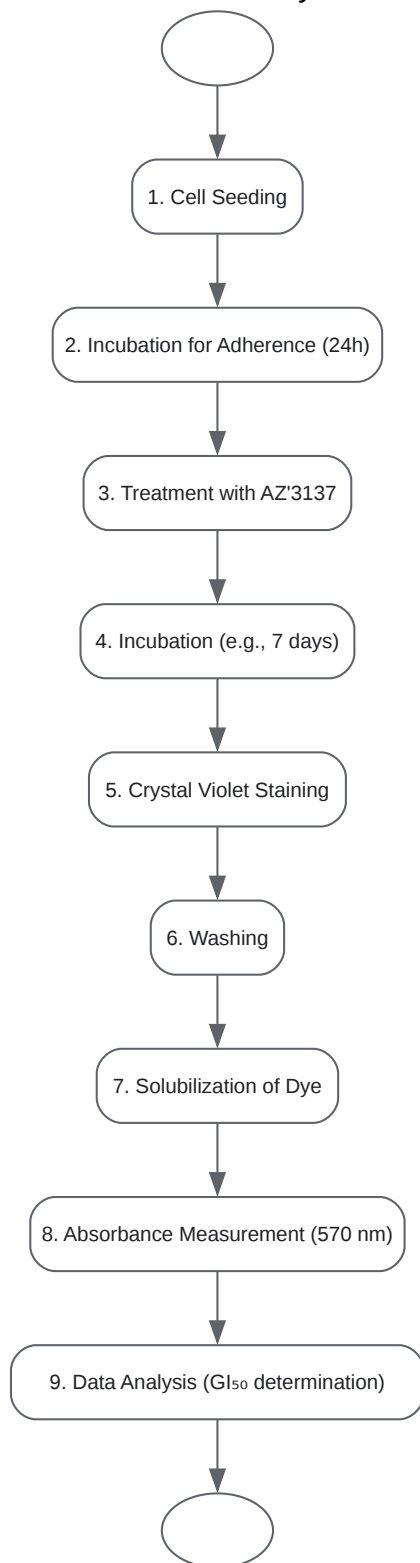 1. Cell Seeding
2. Incubation for Adherence (24h)
3. Treatment with AZ'3137
4. Incubation (e.g., 7 days)
5. Crystal Violet Staining
6. Washing
7. Solubilization of Dye
8. Absorbance Measurement (570 nm)
9. Data Analysis (GI₅₀ determination)